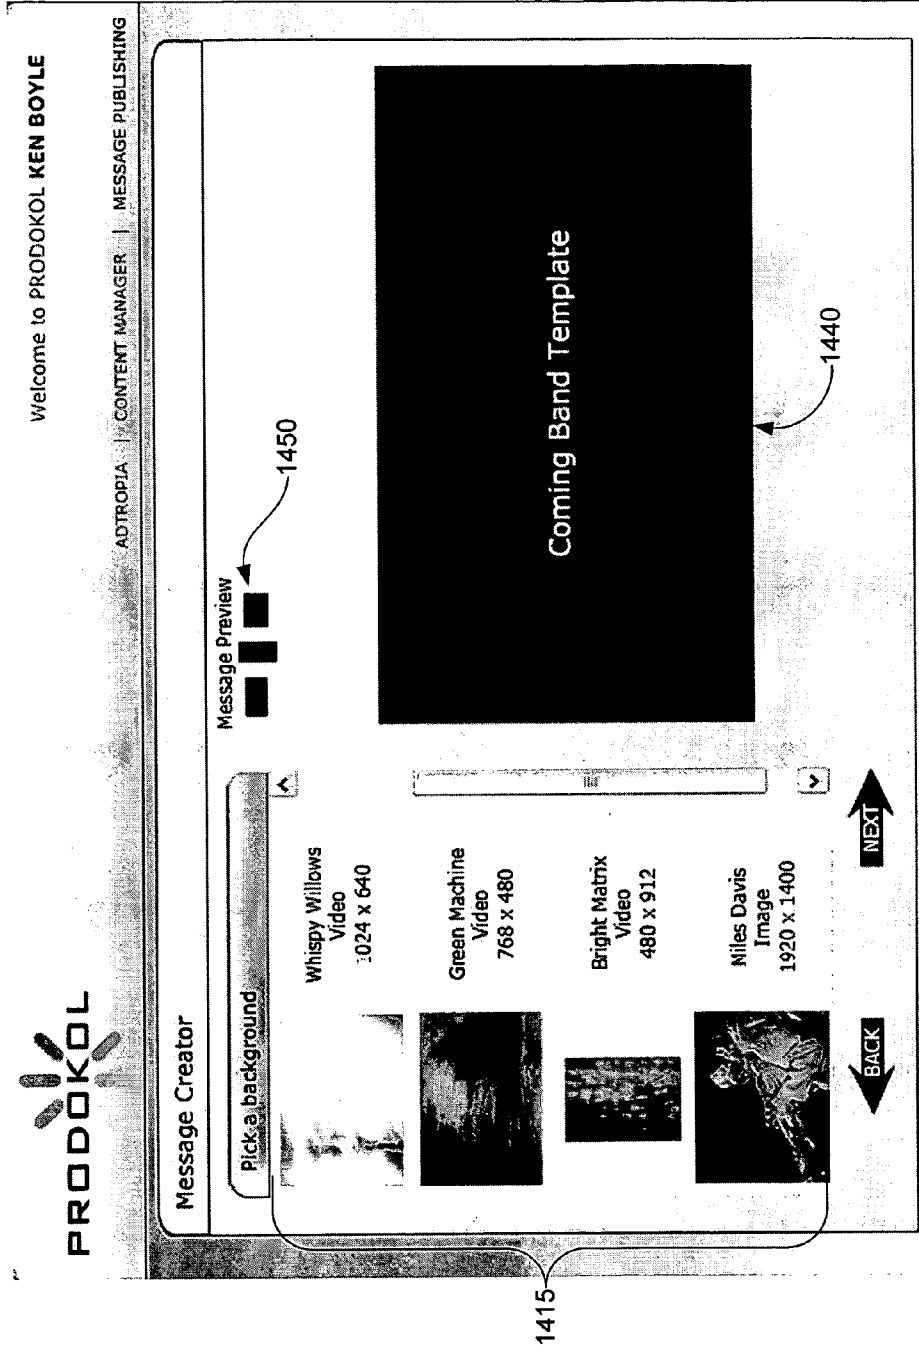 PRODOKOL
Welcome to PRODOKOL KEN BOYLE
ADTROPIA | CONTENT MANAGER | MESSAGE PUBLISHING
Message Creator
Pick a background
Message Preview
1450
Whispy Willows
Video
1024 x 640
Green Machine
Video
768 x 480
Bright Matrix
Video
480 x 912
Miles Davis
Image
1920 x 1400
Coming Band Template
1440
BACK
NEXT
1415